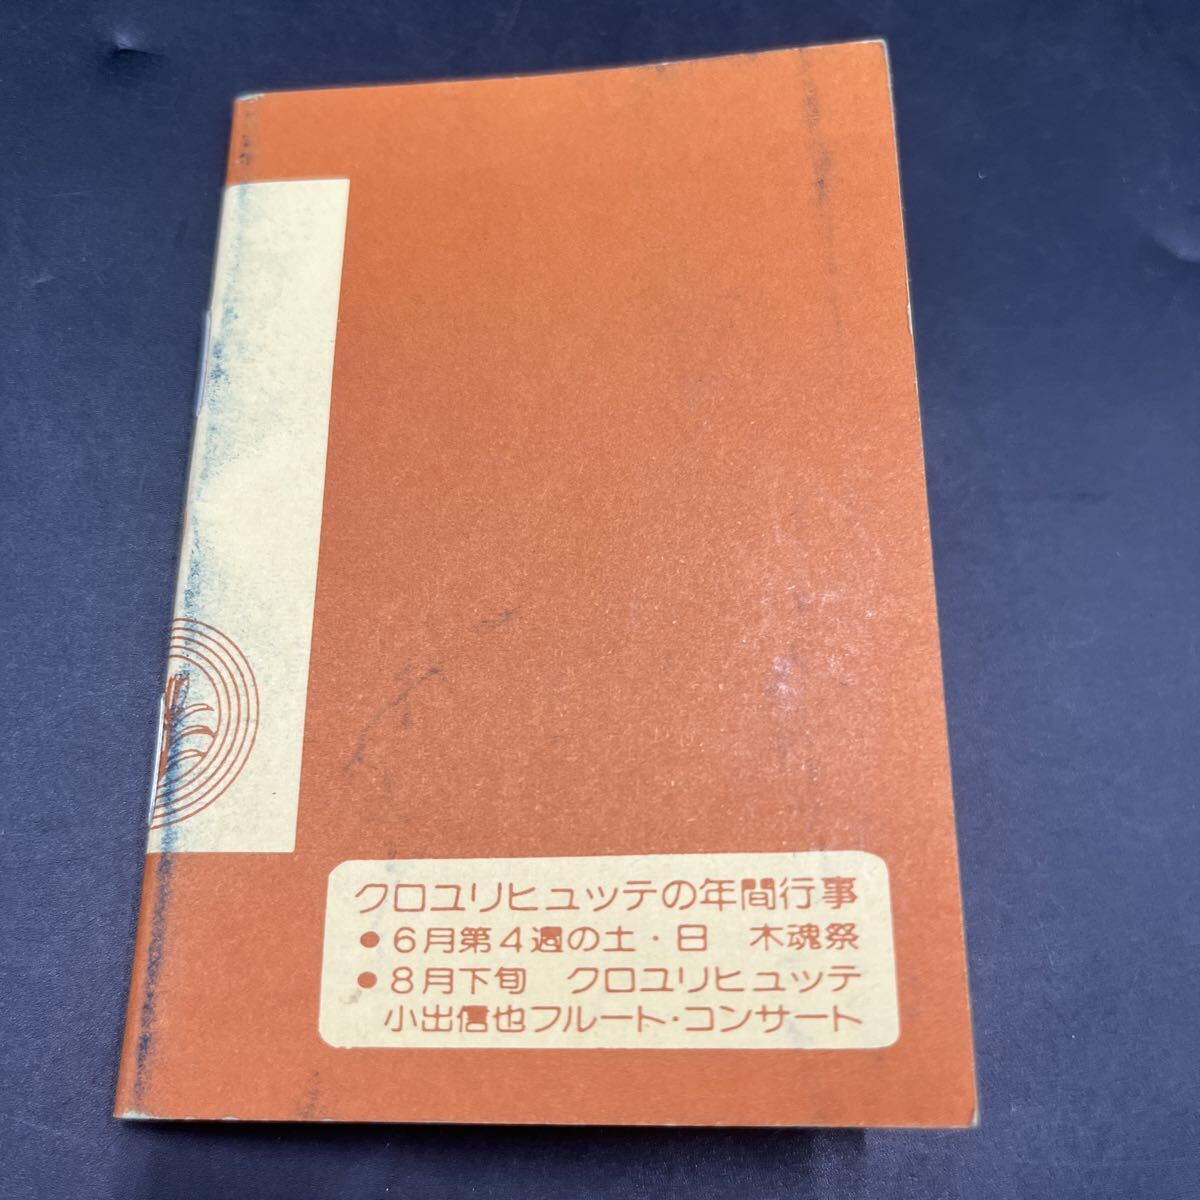 クロユリヒュッテの年間行事
●6月第4週の土・日　木魂祭
●8月下旬　クロユリヒュッテ
小出信也フルート・コンサート